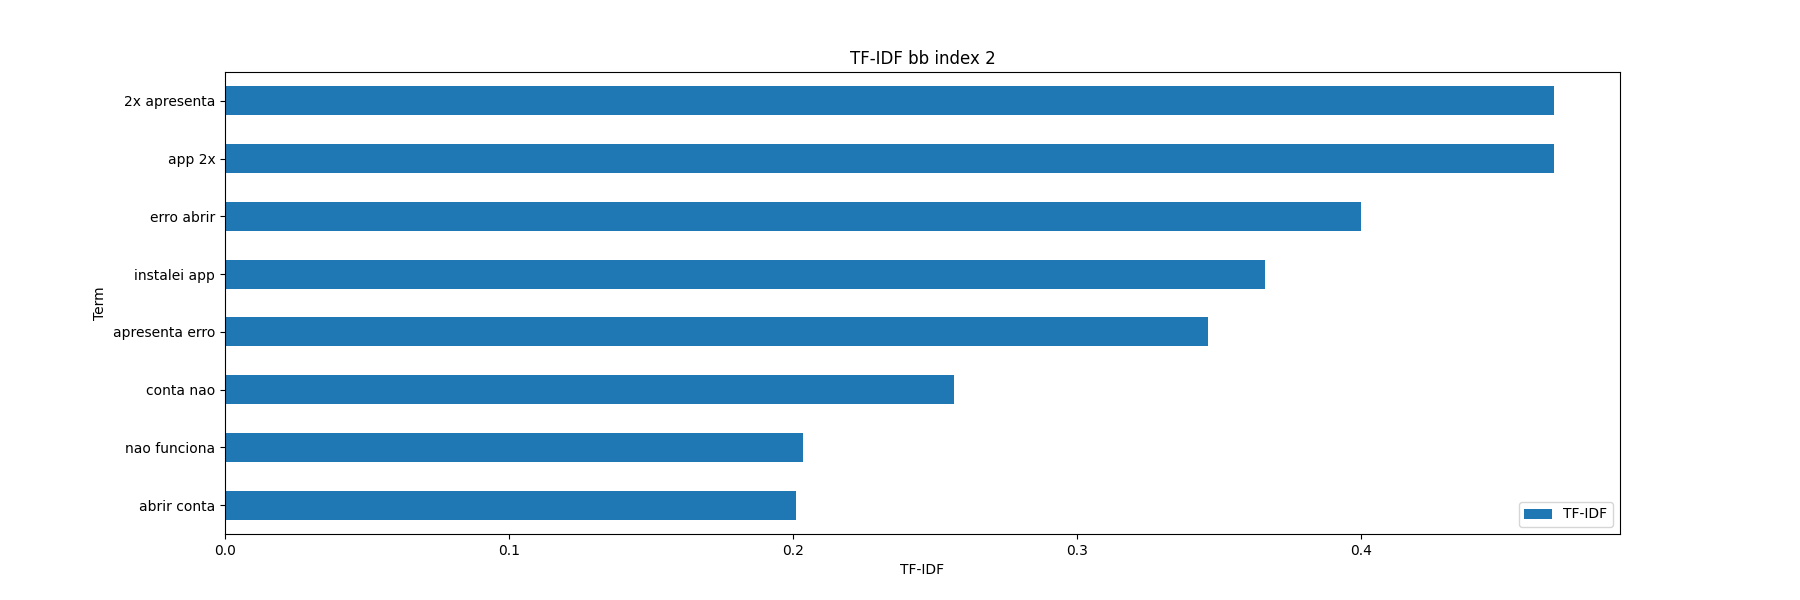 TF-IDF bb index 2
2x apresenta
app 2x
erro abrir
instalei app
apresenta erro
conta nao
nao funciona
abrir conta
Term
TF-IDF
0.0 0.1 0.2 0.3 0.4
TF-IDF